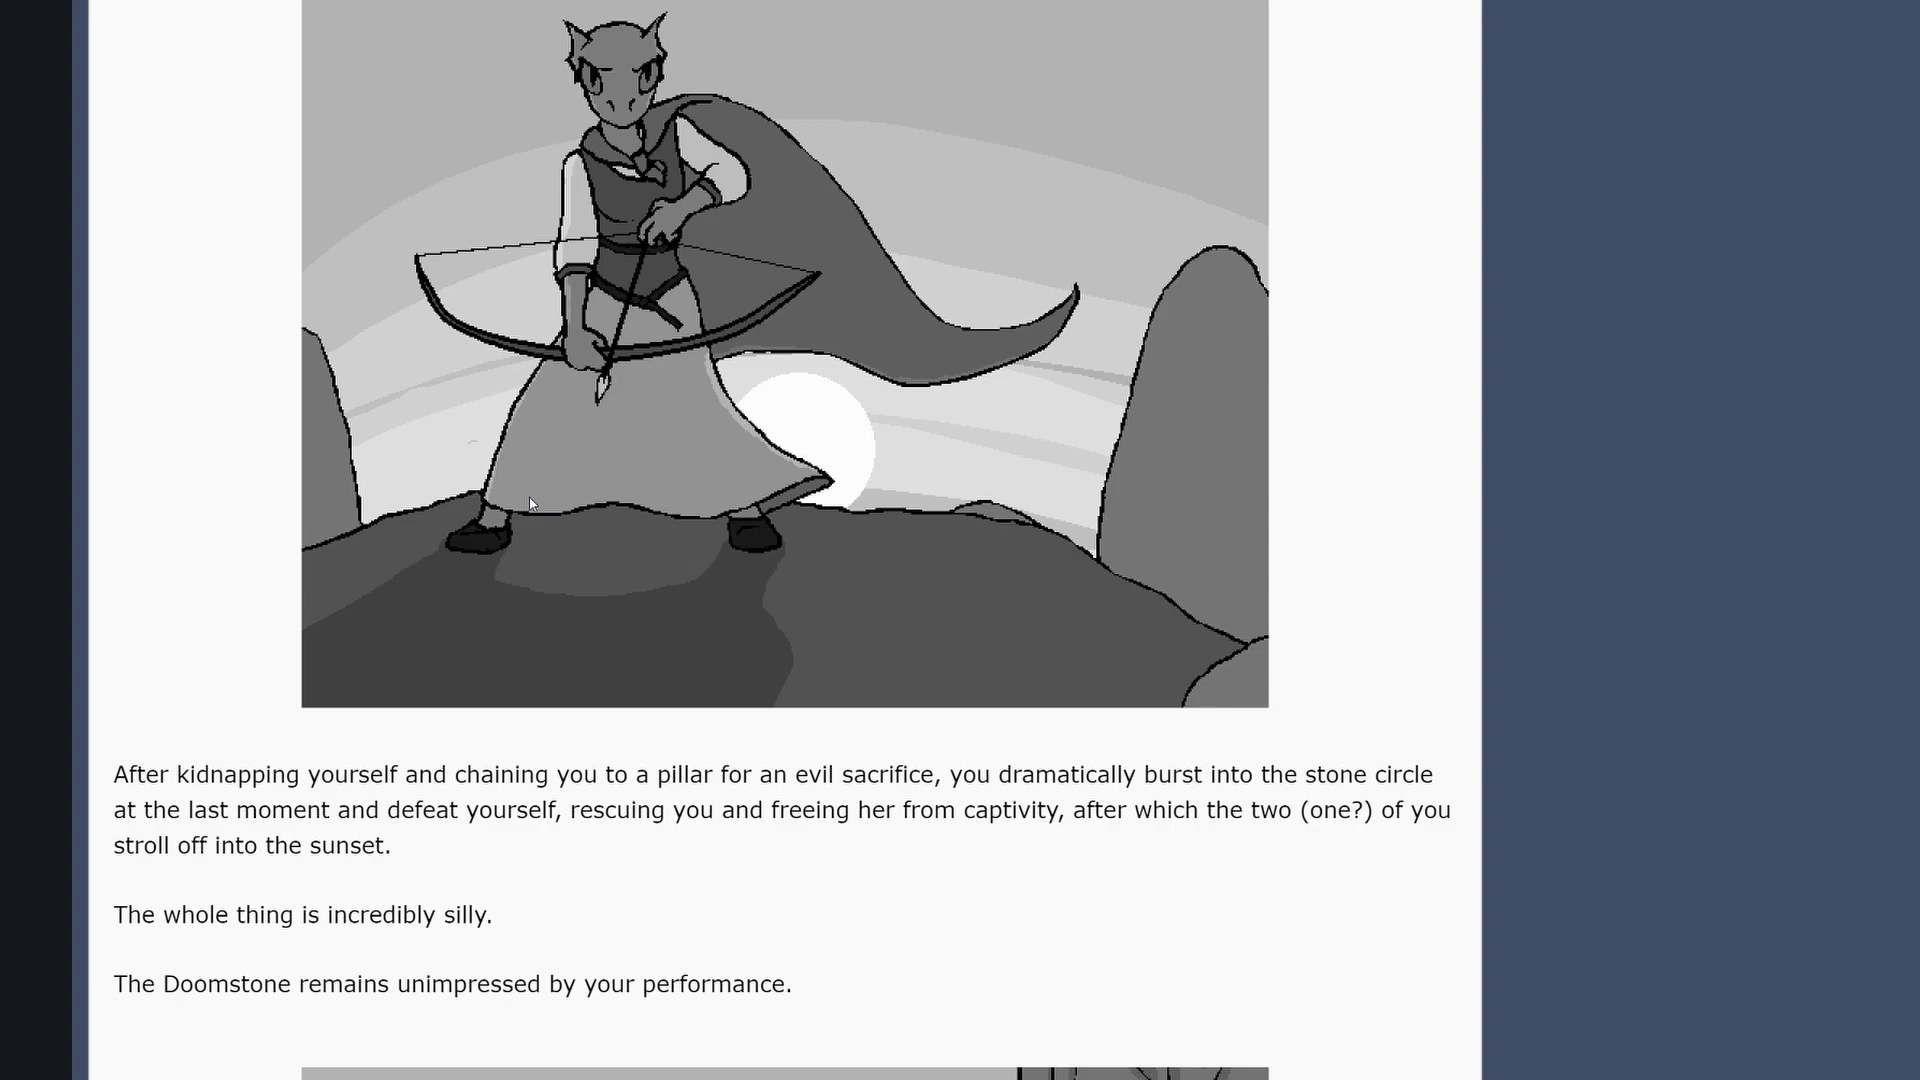 After kidnapping yourself and chaining you to a pillar for an evil sacrifice, you dramatically burst into the stone circle
at the last moment and defeat yourself, rescuing you and freeing her from captivity, after which the two (one?) of you
stroll off into the sunset.
The whole thing is incredibly silly.
The Doomstone remains unimpressed by your performance.